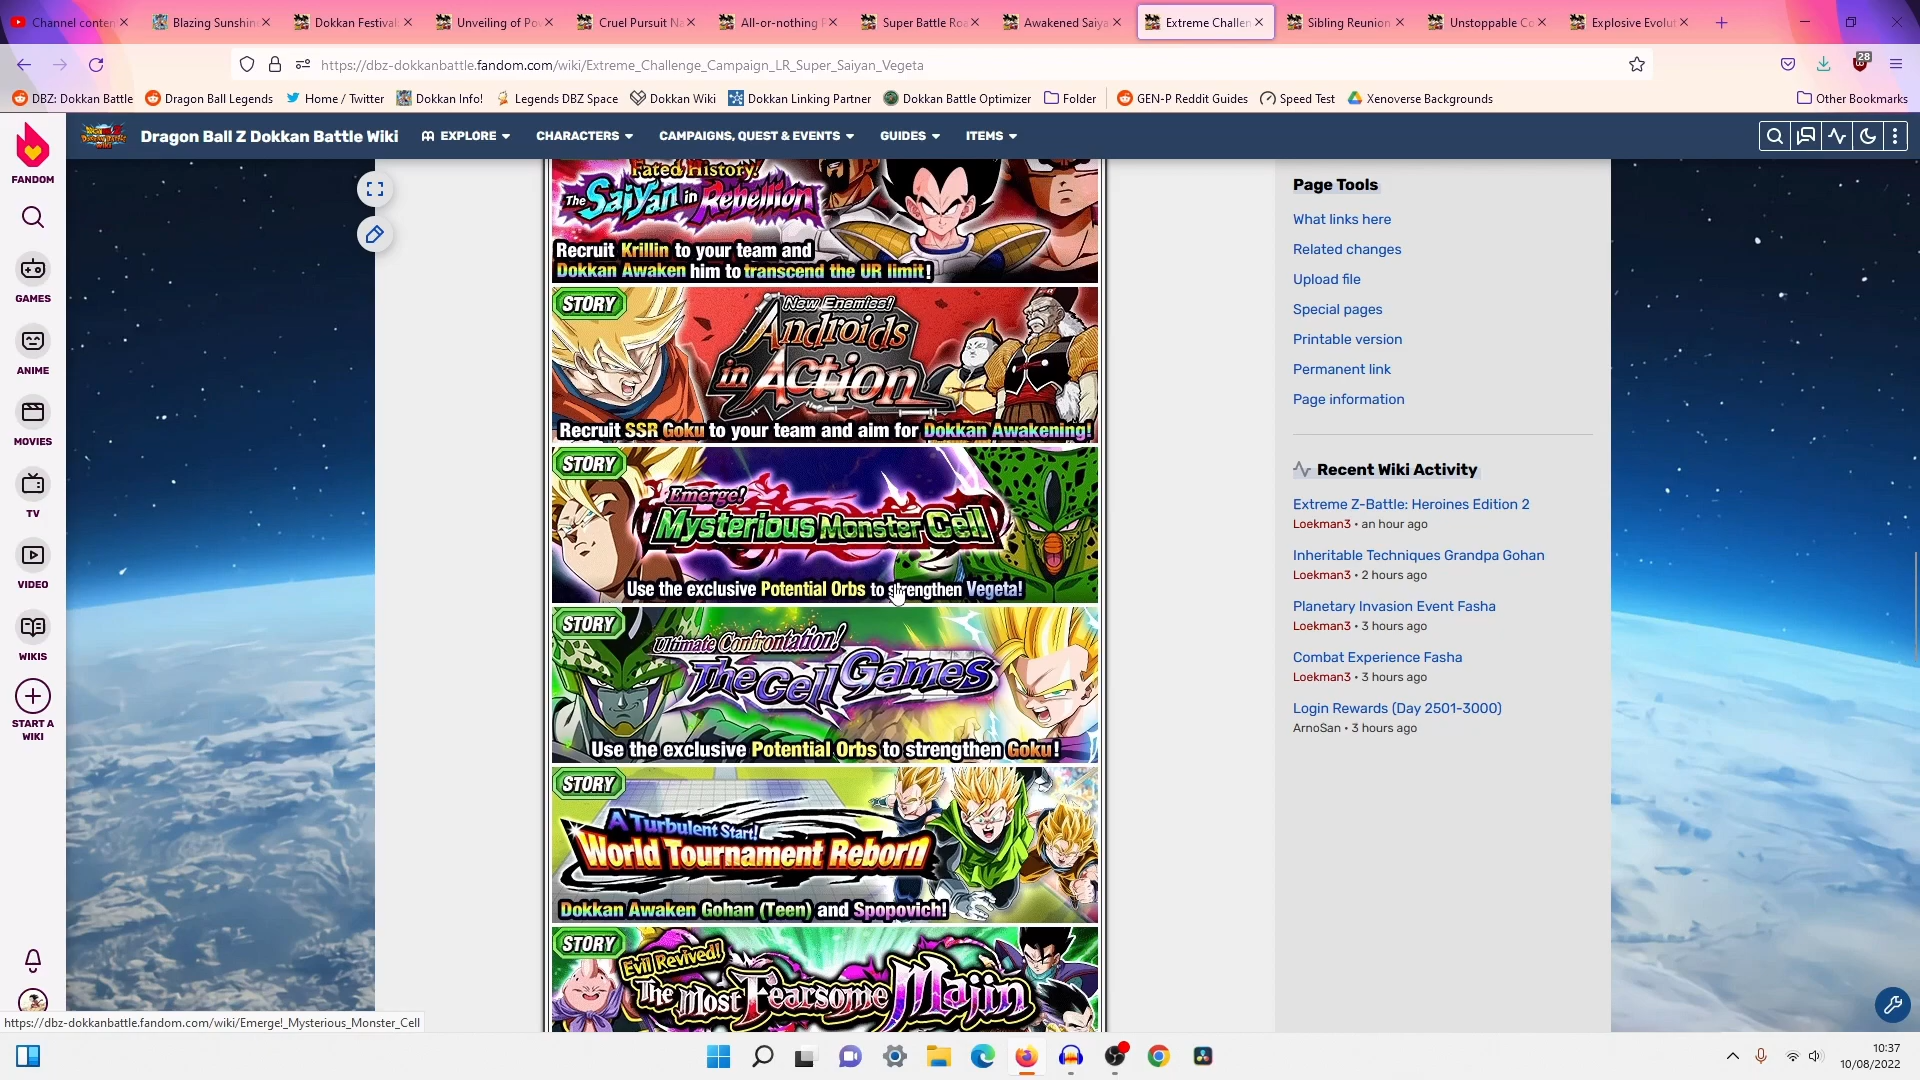 Channel conten
Blazing Sunshin
Dokkan Festival
Unveiling of Po
Cruel Pursuit Na
All-or-nothing
Super Battle Roa
Awakened Saiya
Extreme Challen
Sibling Reunion
Unstoppable Co
Explosive Evolut
https://dbz-dokkanbattle.fandom.com/wiki/Extreme_Challenge_Campaign_LR_Super_Saiyan_Vegeta
28
DBZ: Dokkan Battle
Dragon Ball Legends
Home / Twitter
Dokkan Info!
Legends DBZ Space
Dokkan Wiki
Dokkan Linking Partner
Dokkan Battle Optimizer
Folder
GEN-P Reddit Guides
Speed Test
Xenoverse Backgrounds
Other Bookmarks
Dragon Ball Z Dokkan Battle Wiki
EXPLORE
CHARACTERS
CAMPAIGNS, QUEST & EVENTS
GUIDES
ITEMS
FANDOM
GAMES
ANIME
MOVIES
TV
VIDEO
WIKIS
START A
WIKI
Fated History!
The Saiyan in Rebellion
Recruit Krillin to your team and
Dokkan Awaken him to transcend the UR limit!
STORY
New Enemies!
Androids
in Action
Recruit SSR Goku to your team and aim for Dokkan Awakening!
STORY
Emerge!
Mysterious Monster Cell
Use the exclusive Potential Orbs to strengthen Vegeta!
STORY
Ultimate Confrontation!
The Cell Games
Use the exclusive Potential Orbs to strengthen Goku!
STORY
A Turbulent Start!
World Tournament Reborn
Dokkan Awaken Gohan (Teen) and Spopovich!
STORY
Evil Revived!
The Most Fearsome Majin
Page Tools
What links here
Related changes
Upload file
Special pages
Printable version
Permanent link
Page information
Recent Wiki Activity
Extreme Z-Battle: Heroines Edition 2
Loekman3 • an hour ago
Inheritable Techniques Grandpa Gohan
Loekman3 • 2 hours ago
Planetary Invasion Event Fasha
Loekman3 • 3 hours ago
Combat Experience Fasha
Loekman3 • 3 hours ago
Login Rewards (Day 2501-3000)
ArnoSan • 3 hours ago
https://dbz-dokkanbattle.fandom.com/wiki/Emerge!_Mysterious_Monster_Cell
10:37
10/08/2022